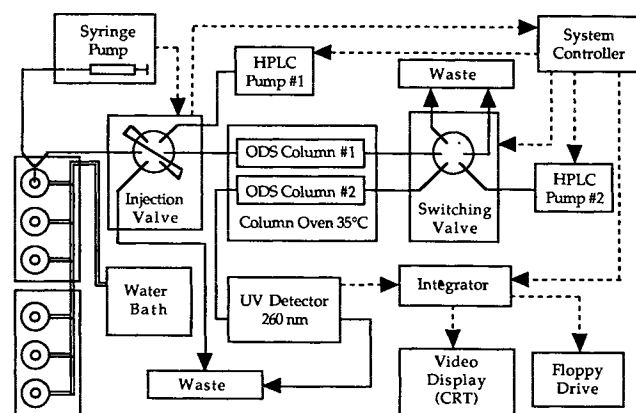 Syringe
Pump
HPLC
Pump #1
Waste
System
Controller
Injection
Valve
ODS Column #1
ODS Column #2
Column Oven 35°C
Switching
Valve
HPLC
Pump #2
Water
Bath
UV Detector
260 nm
Integrator
Waste
Video
Display
(CRT)
Floppy
Drive